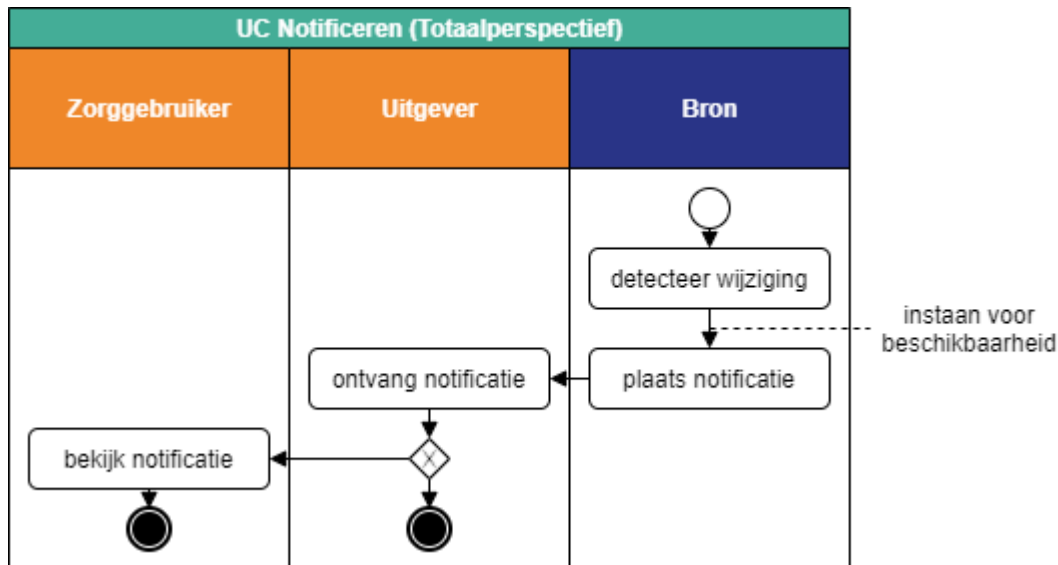 UC Notificeren (Totaalperspectief)
Zorggebruiker
Uitgever
Bron
detecteer wijziging
instaan voor
beschikbaarheid
ontvang notificatie
plaats notificatie
bekijk notificatie
X